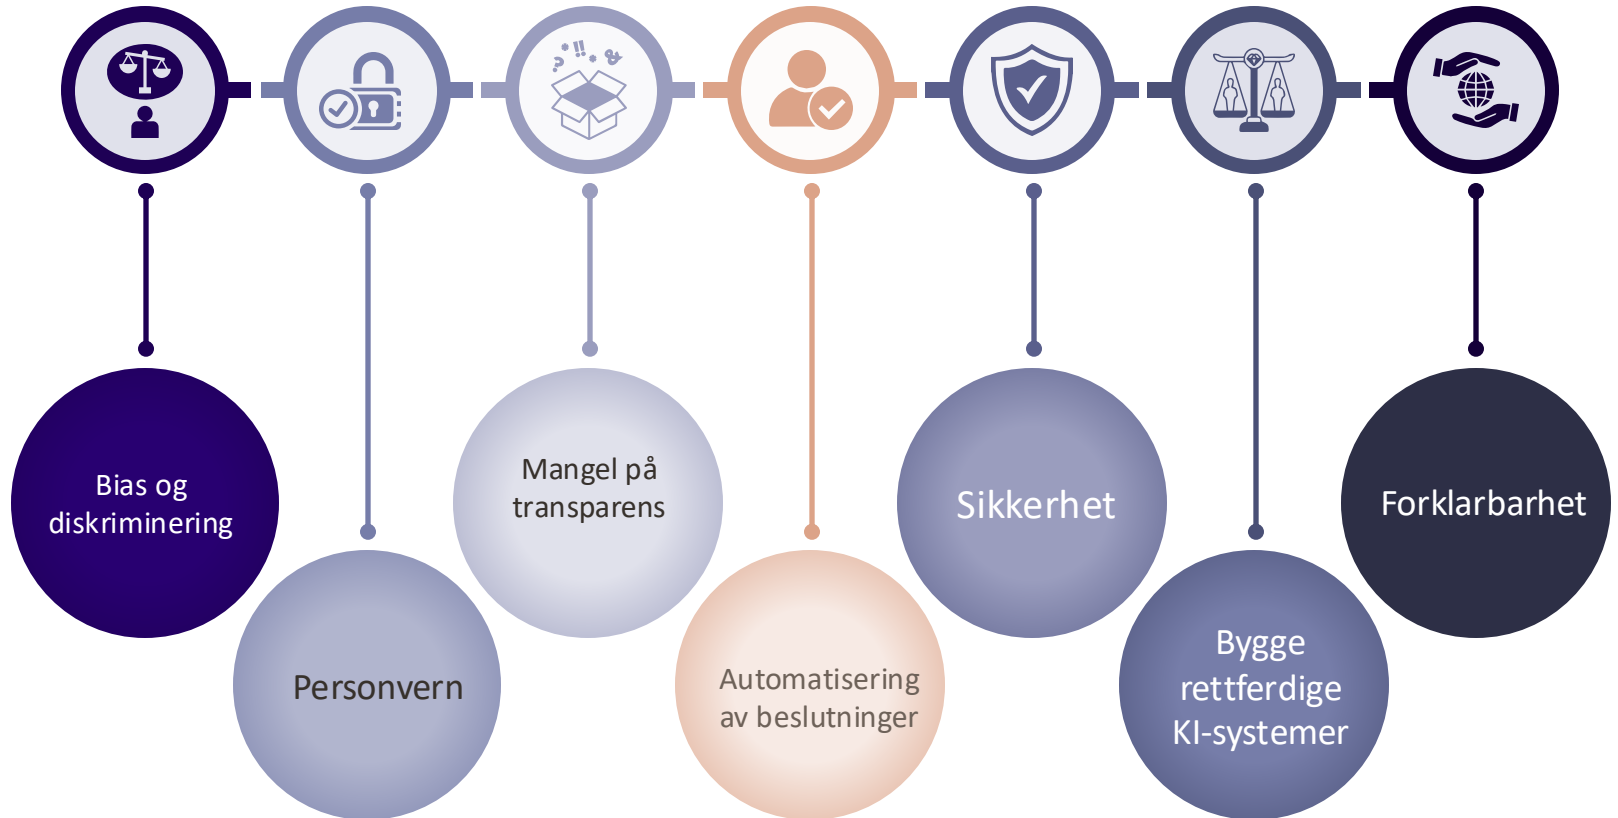 Bias og
diskriminering
Personvern
Mangel på
transparens
Automatisering
av beslutninger
Sikkerhet
Bygge
rettferdige
KI-systemer
Forklarbarhet